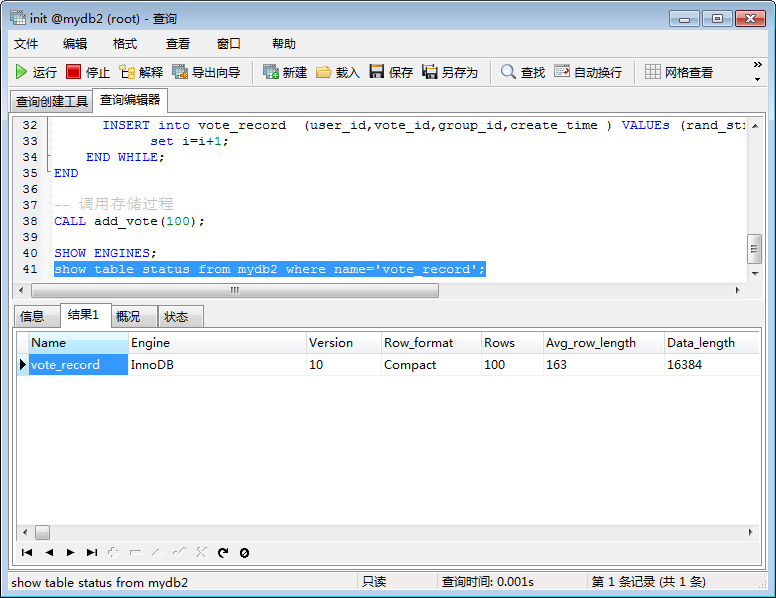 init @mydb2 (root) - 查询
文件 编辑 格式 查看 窗口 帮助
运行 停止 解释 导出向导 新建 载入 保存 另存为 查找 自动换行 网格查看
查询创建工具 查询编辑器
32 INSERT into vote_record (user_id,vote_id,group_id,create_time ) VALUEs (rand_st
33 set i=i+1;
34 END WHILE;
35 END
36
37 -- 调用存储过程
38 CALL add_vote(100);
39
40 SHOW ENGINES;
41 show table status from mydb2 where name='vote_record';
信息 结果1 概况 状态
Name Engine Version Row_format Rows Avg_row_length Data_length
vote_record InnoDB 10 Compact 100 163 16384
show table status from mydb2 只读 查询时间: 0.001s 第 1 条记录 (共 1 条)